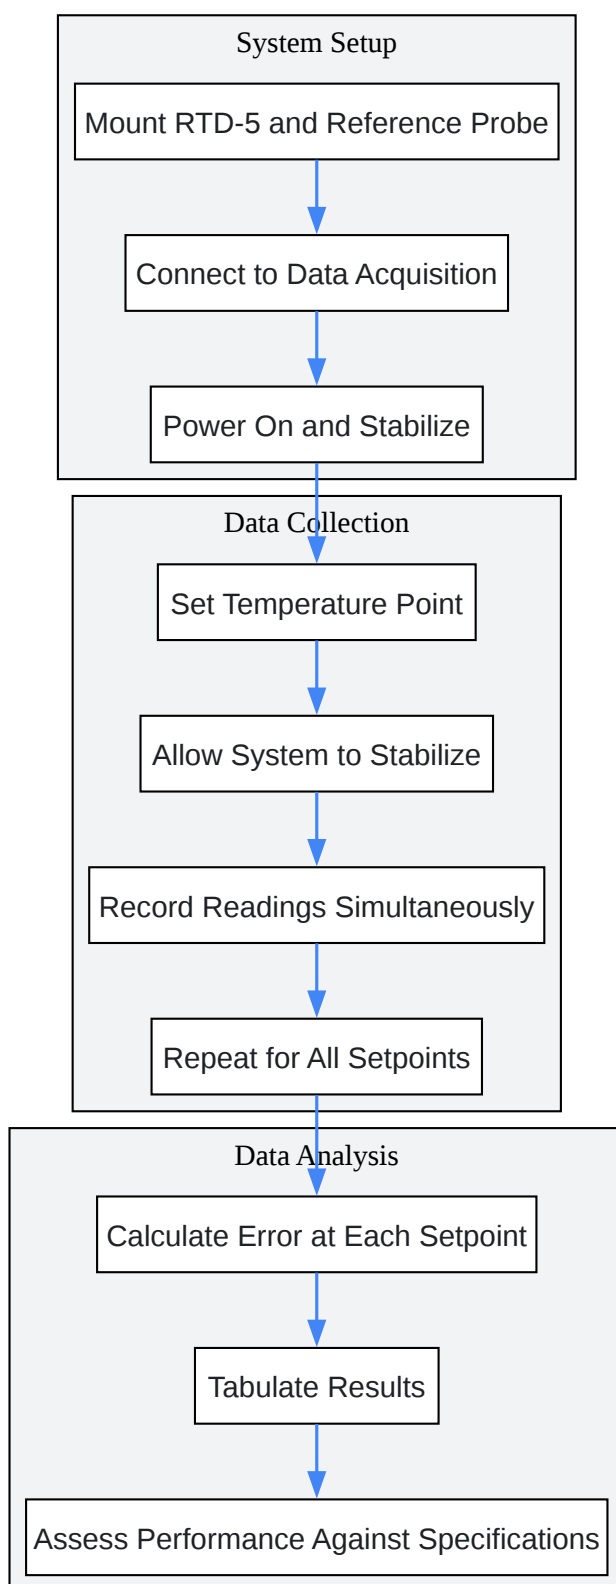 System Setup
Mount RTD-5 and Reference Probe
Connect to Data Acquisition
Power On and Stabilize
Data Collection
Set Temperature Point
Allow System to Stabilize
Record Readings Simultaneously
Repeat for All Setpoints
Data Analysis
Calculate Error at Each Setpoint
Tabulate Results
Assess Performance Against Specifications